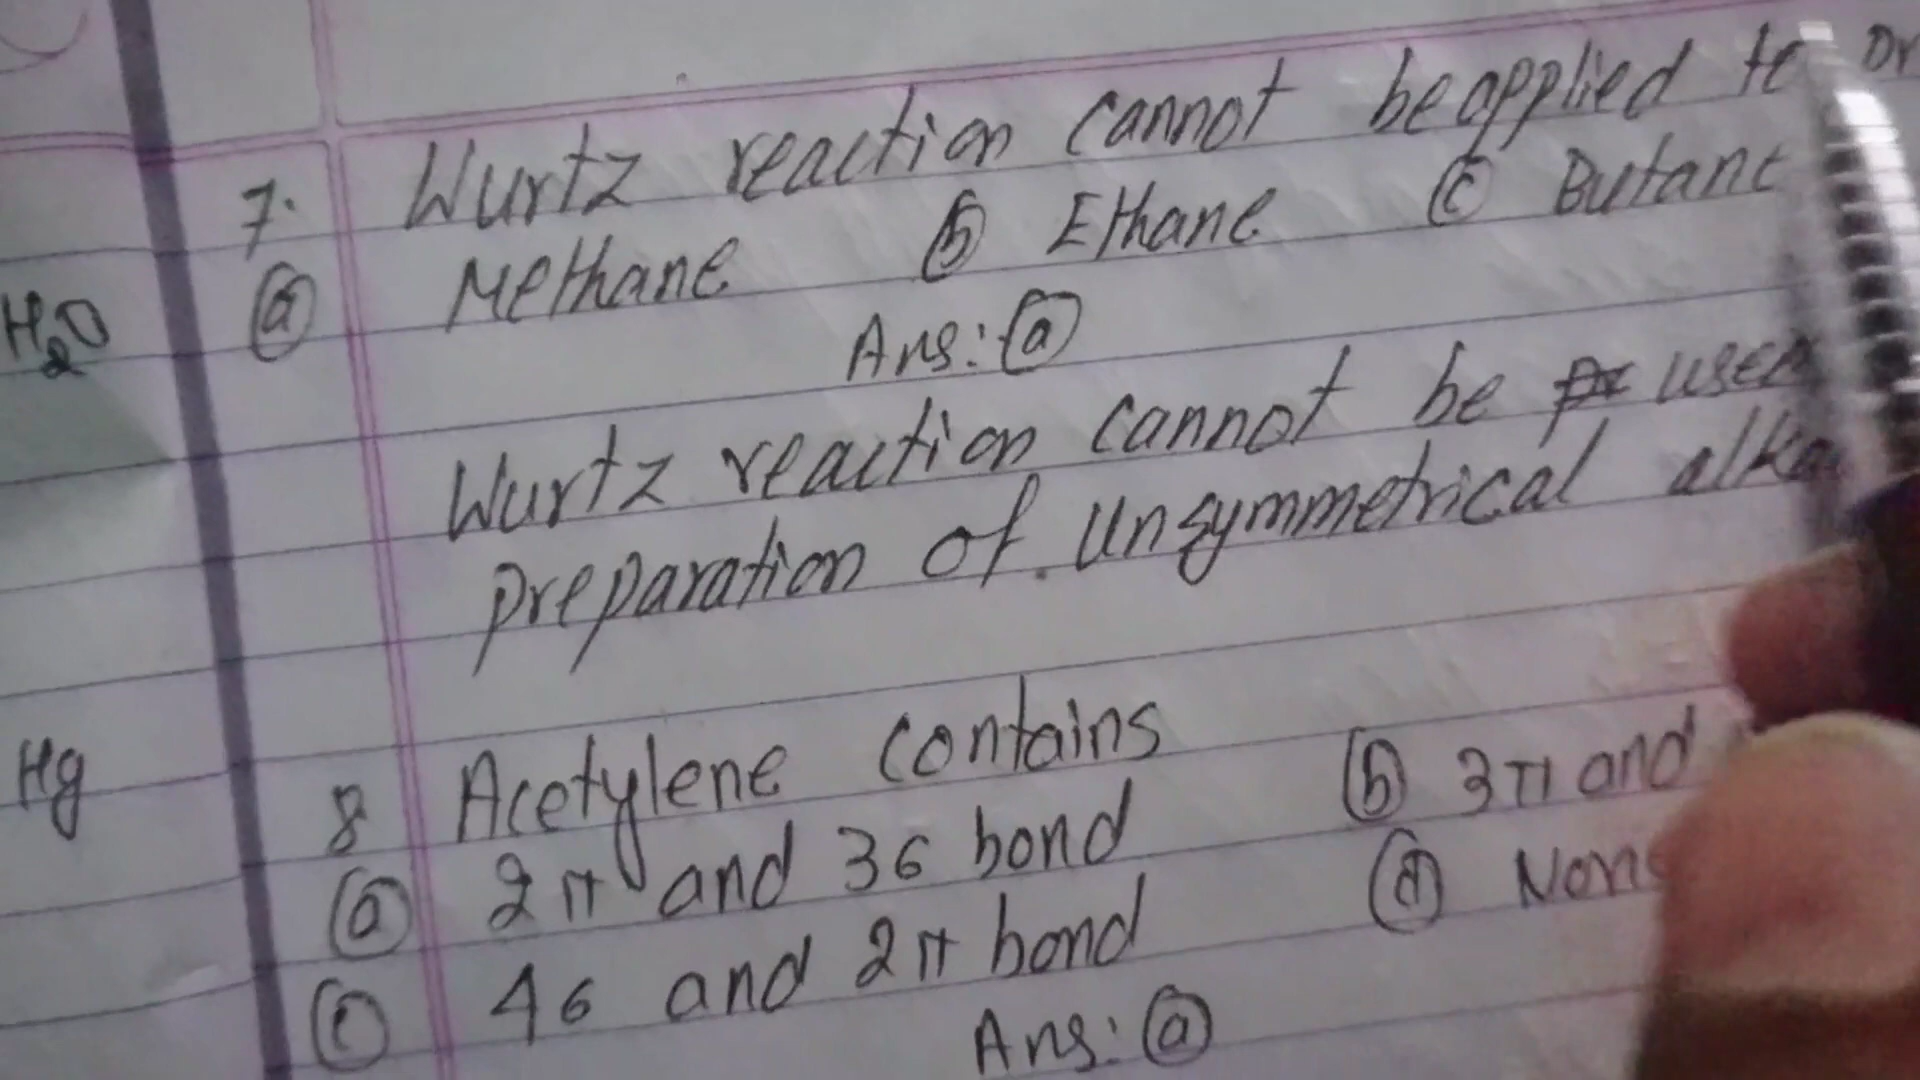 7. Wurtz reaction cannot be applied to
(a) Methane (b) Ethane (c) Butane
H2O
Ans: (a)
Wurtz reaction cannot be used
preparation of unsymmetrical
Hg
8 Acetylene contains
(a) 2π and 3σ bond (b) 3π and
(c) 4σ and 2π bond (d) None
Ans: (a)